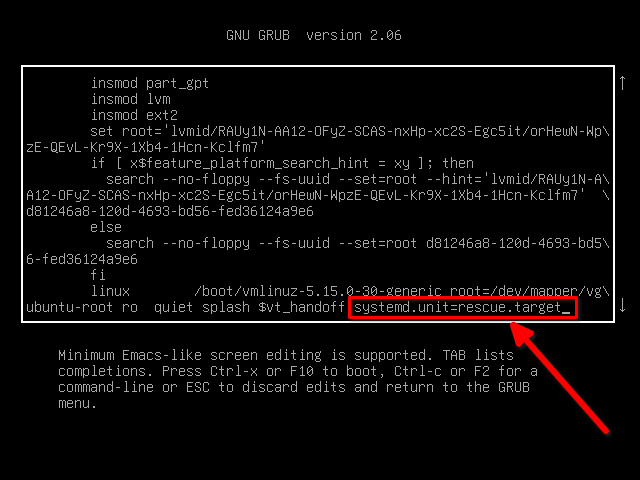 GNU GRUB  version 2.06
insmod part_gpt
insmod lvm
insmod ext2
set root='lvmid/RAUy1N-AA12-OFyZ-SCAS-nxHp-xc2S-Egc5it/orHewN-Wp\
zE-QEvL-Kr9X-1Xb4-1Hcn-Kclfm7'
if [ x$feature_platform_search_hint = xy ]; then
search --no-floppy --fs-uuid --set=root --hint='lvmid/RAUy1N-A\
A12-OFyZ-SCAS-nxHp-xc2S-Egc5it/orHewN-WpzE-QEvL-Kr9X-1Xb4-1Hcn-Kclfm7'  \
d81246a8-120d-4693-bd56-fed36124a9e6
else
search --no-floppy --fs-uuid --set=root d81246a8-120d-4693-bd5\
6-fed36124a9e6
fi
linux        /boot/vmlinuz-5.15.0-30-generic root=/dev/mapper/vg\
ubuntu-root ro  quiet splash $vt_handoff systemd.unit=rescue.target_
Minimum Emacs-like screen editing is supported. TAB lists
completions. Press Ctrl-x or F10 to boot, Ctrl-c or F2 for a
command-line or ESC to discard edits and return to the GRUB
menu.